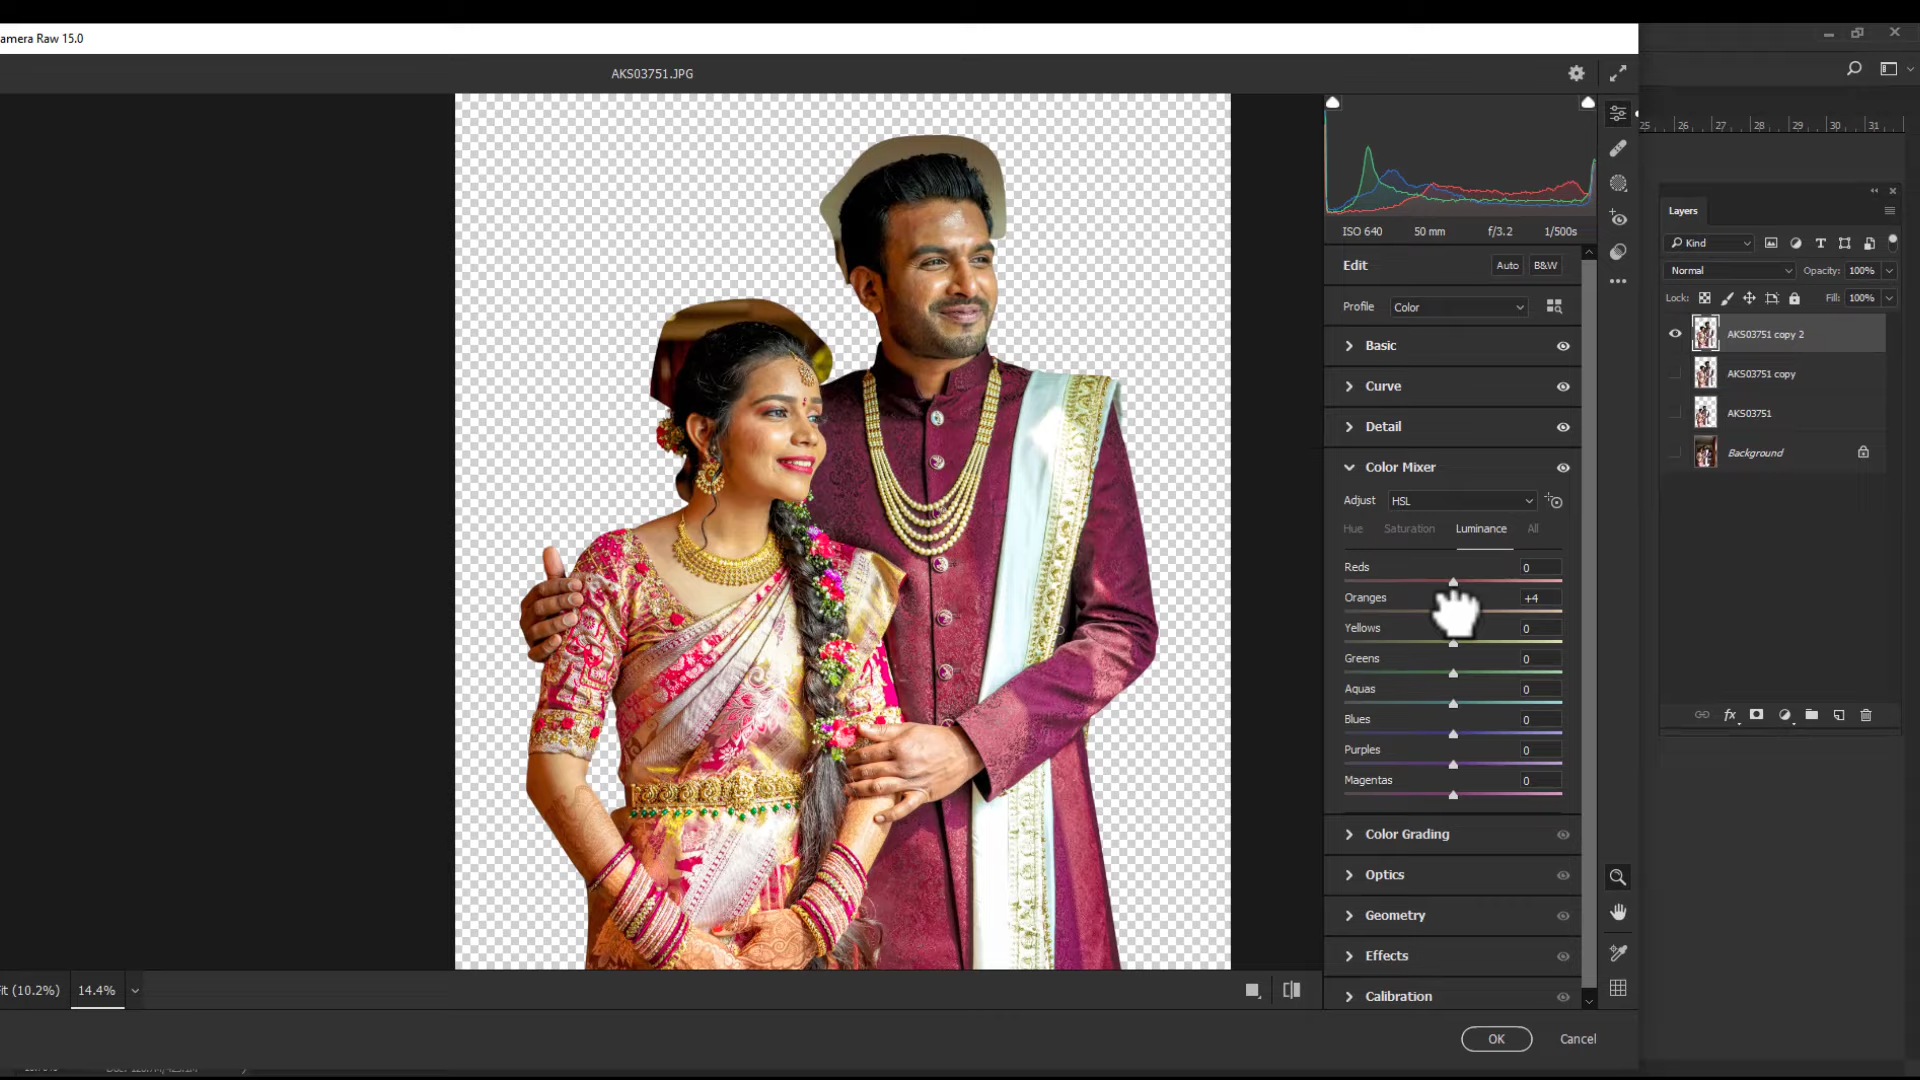 amera Raw 15.0
AKS03751.JPG
25 26 27 28 29 30 31
ISO 640 50 mm f/3.2 1/500s
Edit Auto B&W
Profile Color
Basic
Curve
Detail
Color Mixer
Adjust HSL
Hue Saturation Luminance All
Reds 0
Oranges +4
Yellows 0
Greens 0
Aquas 0
Blues 0
Purples 0
Magentas 0
Color Grading
Optics
Geometry
Effects
Calibration
Layers
Kind
Normal Opacity: 100%
Lock: Fill: 100%
AKS03751 copy 2
AKS03751 copy
AKS03751
Background
fx
it (10.2%) 14.4%
OK Cancel